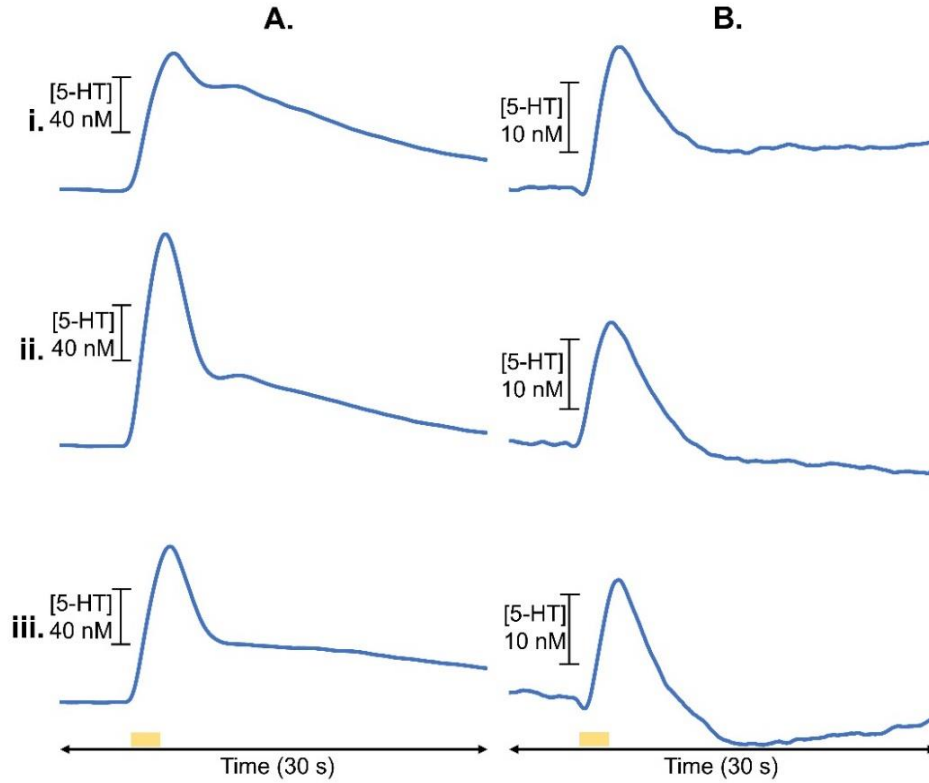 A.
B.
[5-HT]
40 nM
i.
[5-HT]
10 nM
[5-HT]
40 nM
ii.
[5-HT]
10 nM
[5-HT]
40 nM
iii.
[5-HT]
10 nM
Time (30 s)
Time (30 s)